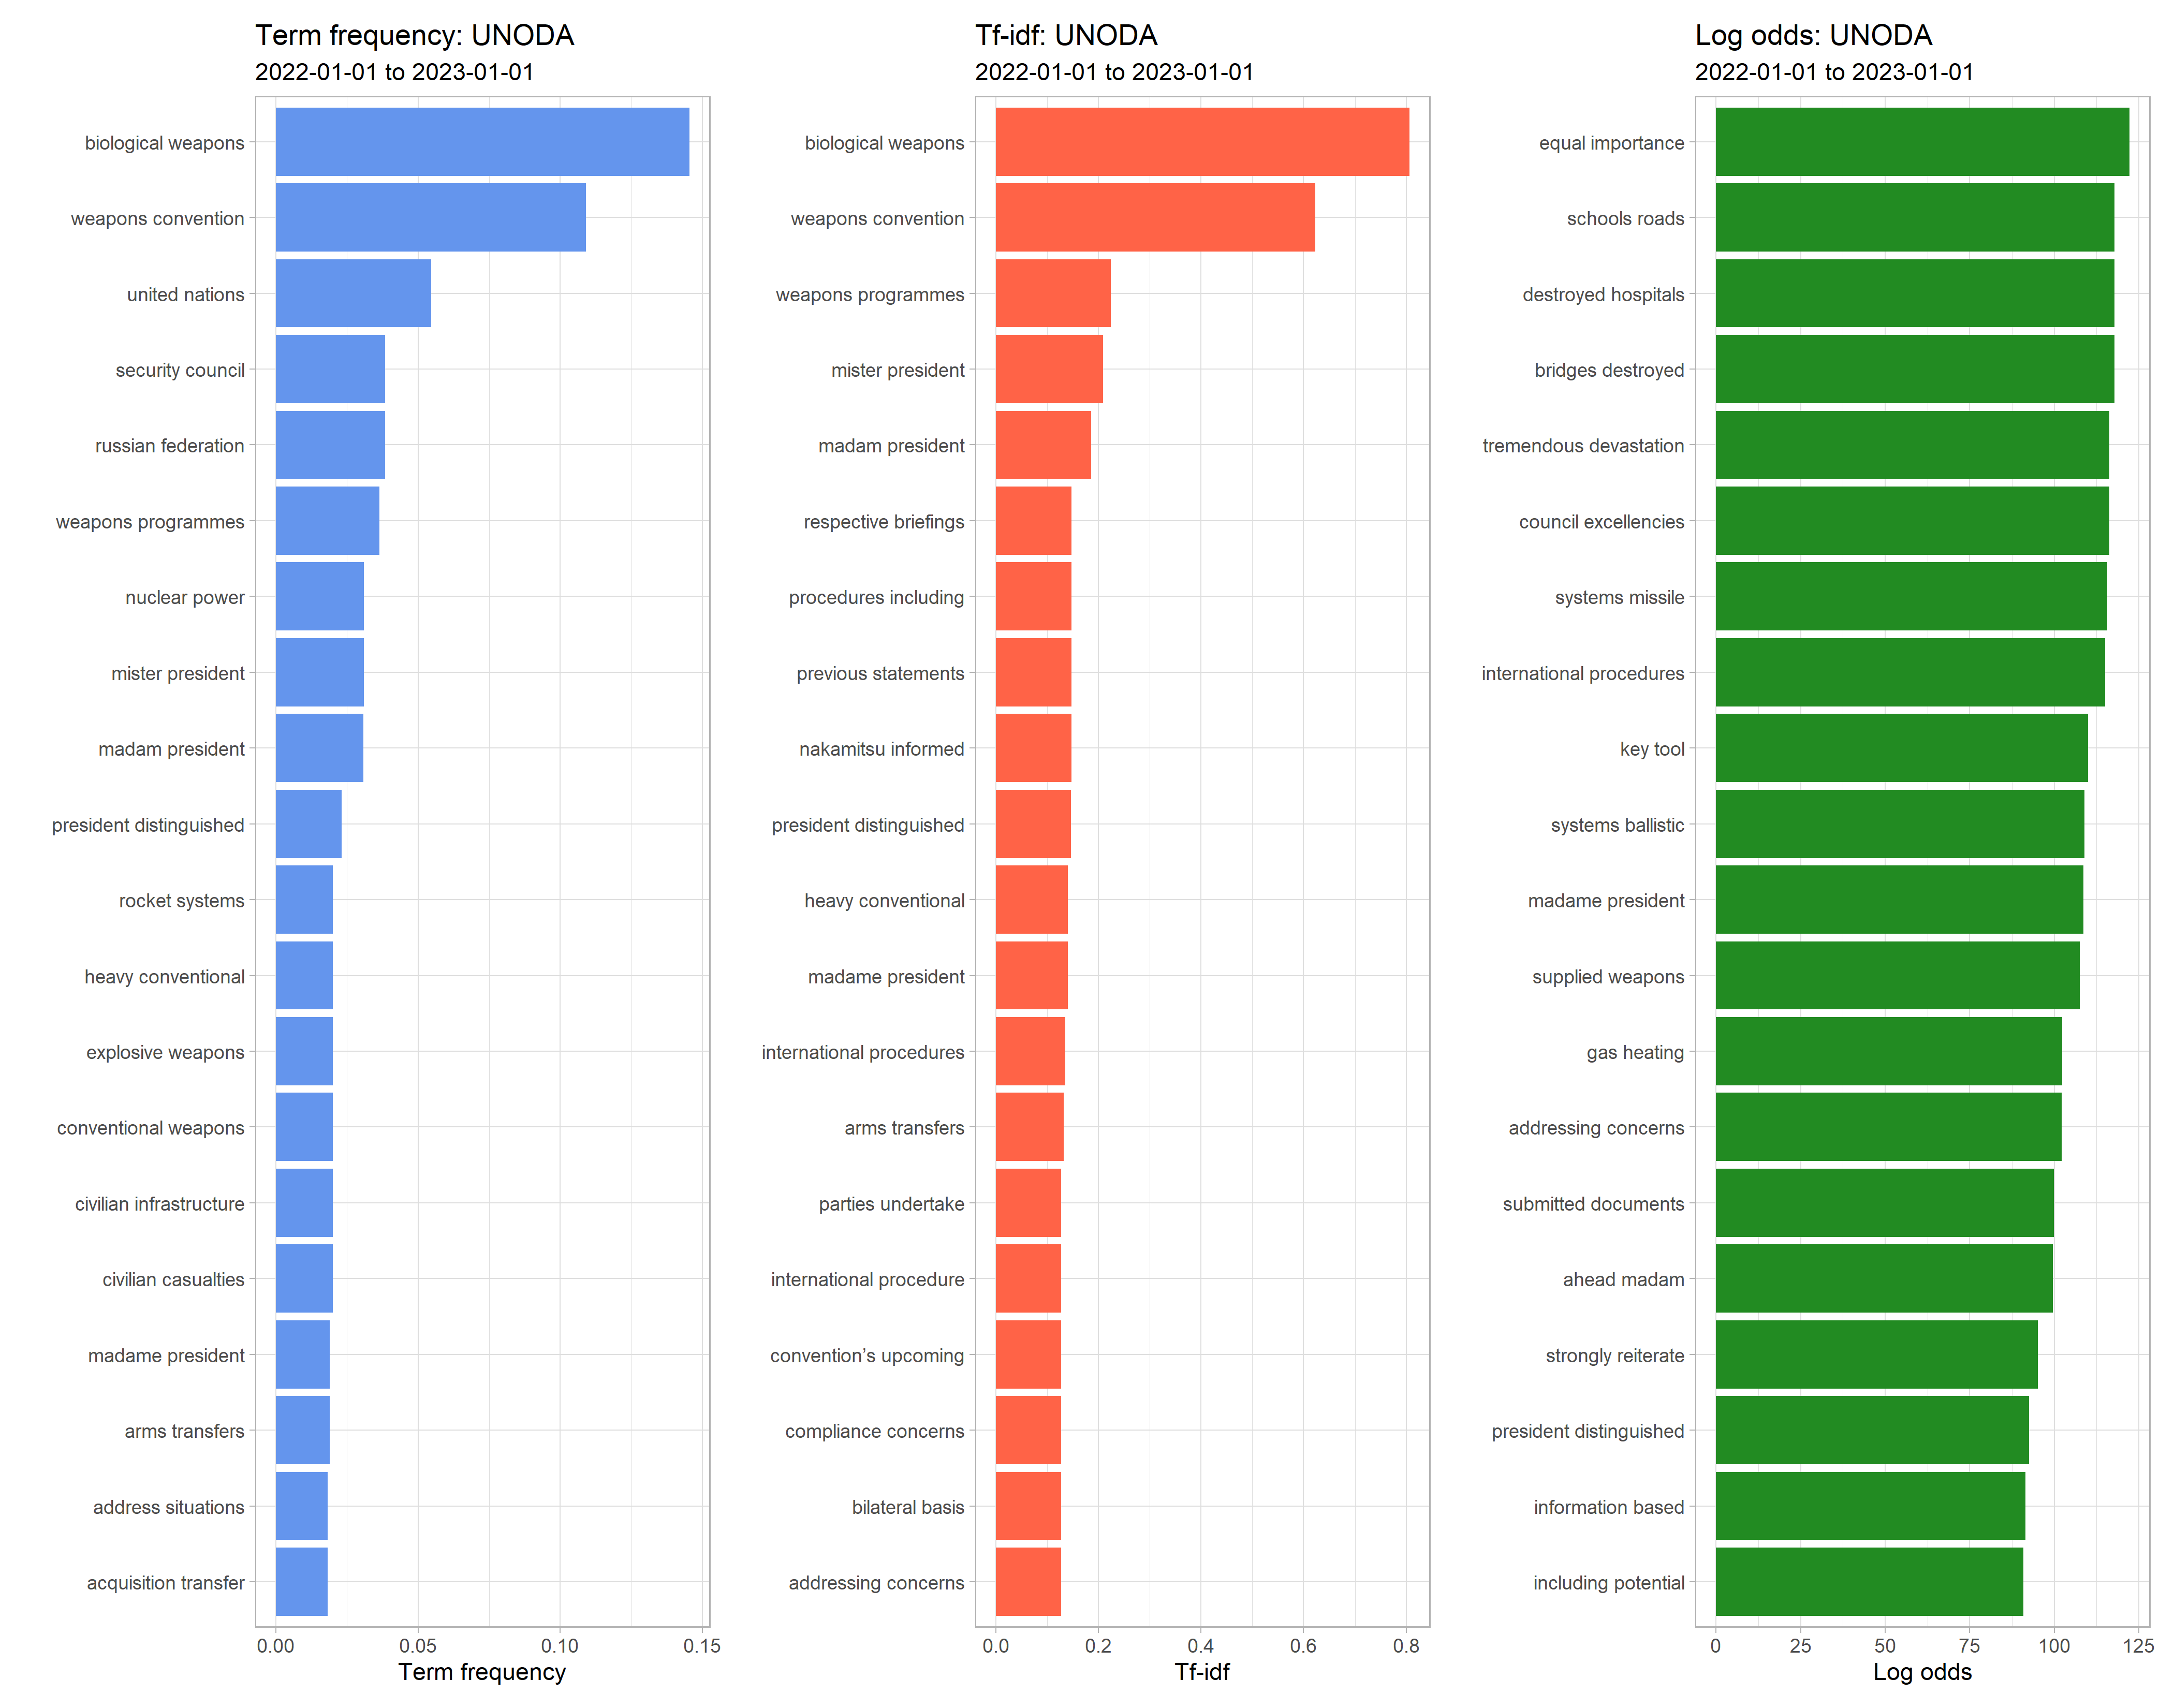 Term frequency: UNODA
2022-01-01 to 2023-01-01
biological weapons
weapons convention
united nations
security council
russian federation
weapons programmes
nuclear power
mister president
madam president
president distinguished
rocket systems
heavy conventional
explosive weapons
conventional weapons
civilian infrastructure
civilian casualties
madame president
arms transfers
address situations
acquisition transfer
0.00 0.05 0.10 0.15
Term frequency
Tf-idf: UNODA
2022-01-01 to 2023-01-01
biological weapons
weapons convention
weapons programmes
mister president
madam president
respective briefings
procedures including
previous statements
nakamitsu informed
president distinguished
heavy conventional
madame president
international procedures
arms transfers
parties undertake
international procedure
convention’s upcoming
compliance concerns
bilateral basis
addressing concerns
0.0 0.2 0.4 0.6 0.8
Tf-idf
Log odds: UNODA
2022-01-01 to 2023-01-01
equal importance
schools roads
destroyed hospitals
bridges destroyed
tremendous devastation
council excellencies
systems missile
international procedures
key tool
systems ballistic
madame president
supplied weapons
gas heating
addressing concerns
submitted documents
ahead madam
strongly reiterate
president distinguished
information based
including potential
0 25 50 75 100 125
Log odds